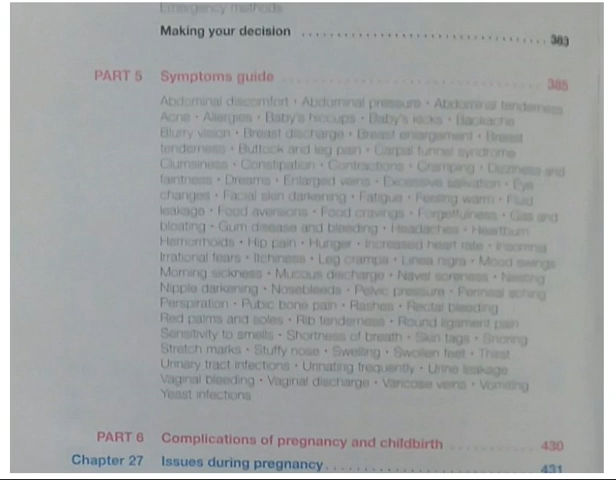 Emergency methods
Making your decision ........................................ 383
PART 5 Symptoms guide ........................................ 385
Abdominal discomfort • Abdominal pressure • Abdominal tenderness
Acne • Allergies • Baby's hiccups • Baby's kicks • Backache
Blurry vision • Breast discharge • Breast enlargement • Breast
tenderness • Buttock and leg pain • Carpal tunnel syndrome
Clumsiness • Constipation • Contractions • Cramping • Dizziness and
faintness • Dreams • Enlarged veins • Excessive salivation • Eye
changes • Facial skin darkening • Fatigue • Feeling warm • Fluid
leakage • Food aversions • Food cravings • Forgetfulness • Gas and
bloating • Gum disease and bleeding • Headaches • Heartburn
Hemorrhoids • Hip pain • Hunger • Increased heart rate • Insomnia
Irrational fears • Itchiness • Leg cramps • Linea nigra • Mood swings
Morning sickness • Mucous discharge • Navel soreness • Nesting
Nipple darkening • Nosebleeds • Pelvic pressure • Perineal aching
Perspiration • Pubic bone pain • Rashes • Rectal bleeding
Red palms and soles • Rib tenderness • Round ligament pain
Sensitivity to smells • Shortness of breath • Skin tags • Snoring
Stretch marks • Stuffy nose • Swelling • Swollen feet • Thirst
Urinary tract infections • Urinating frequently • Urine leakage
Vaginal bleeding • Vaginal discharge • Varicose veins • Vomiting
Yeast infections
PART 6 Complications of pregnancy and childbirth .............. 430
Chapter 27 Issues during pregnancy.............................. 431